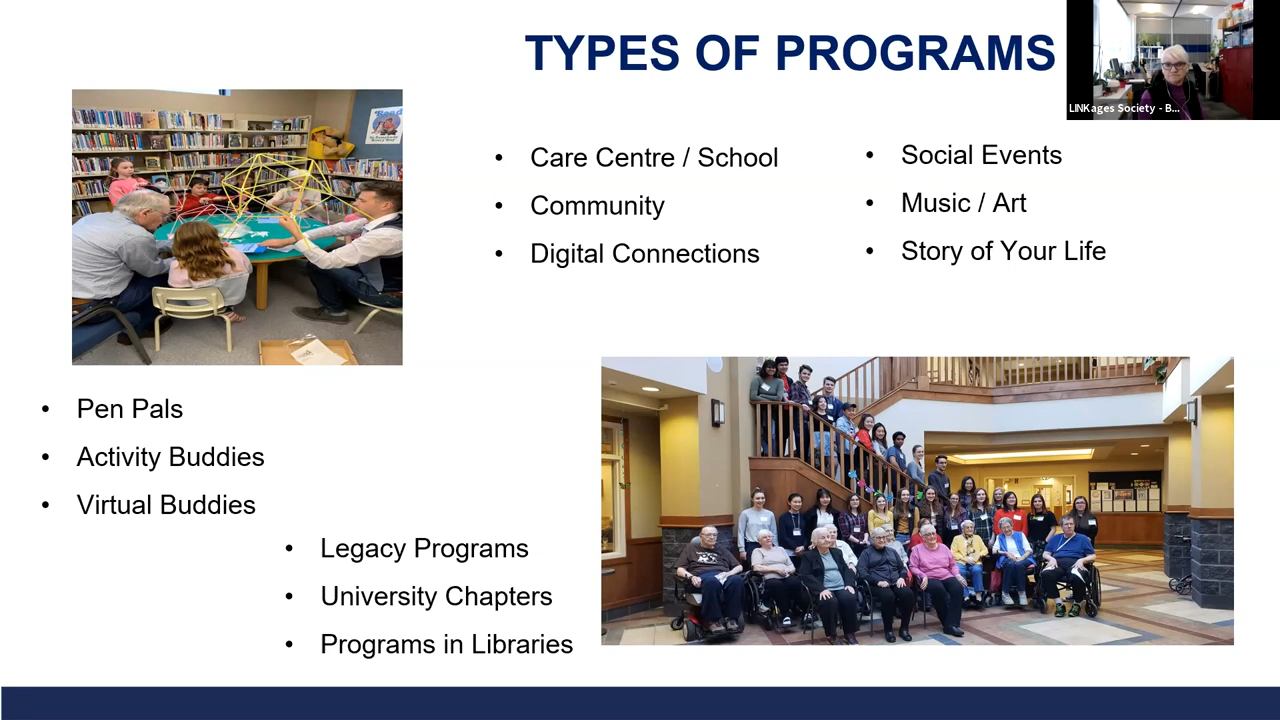 TYPES OF PROGRAMS
LINKages Society - B...
• Care Centre / School
• Community
• Digital Connections
• Social Events
• Music / Art
• Story of Your Life
• Pen Pals
• Activity Buddies
• Virtual Buddies
• Legacy Programs
• University Chapters
• Programs in Libraries